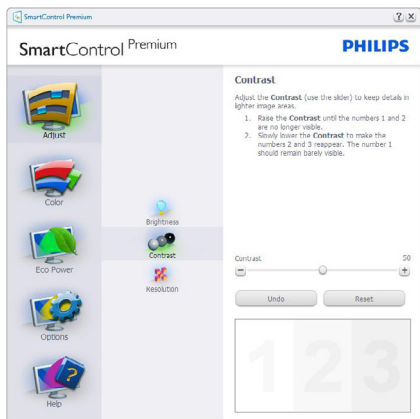 SmartControl Premium
SmartControl Premium
PHILIPS
Adjust
Color
Eco Power
Options
Help
Brightness
Contrast
Resolution
Contrast
Adjust the Contrast (use the slider) to keep details in
lighter image areas.
1. Raise the Contrast until the numbers 1 and 2
are no longer visible.
2. Slowly lower the Contrast to make the
numbers 2 and 3 reappear. The number 1
should remain barely visible.
Contrast 50
Undo Reset
1 2 3